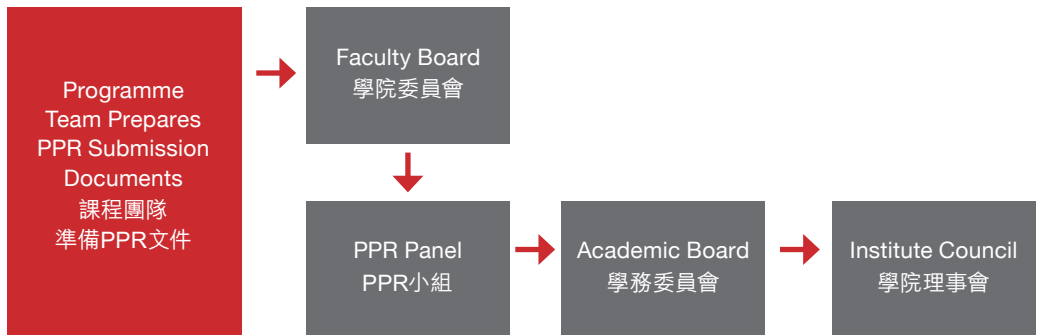 Programme
Team Prepares
PPR Submission
Documents
課程團隊
準備PPR文件
Faculty Board
學院委員會
PPR Panel
PPR小組
Academic Board
學務委員會
Institute Council
學院理事會